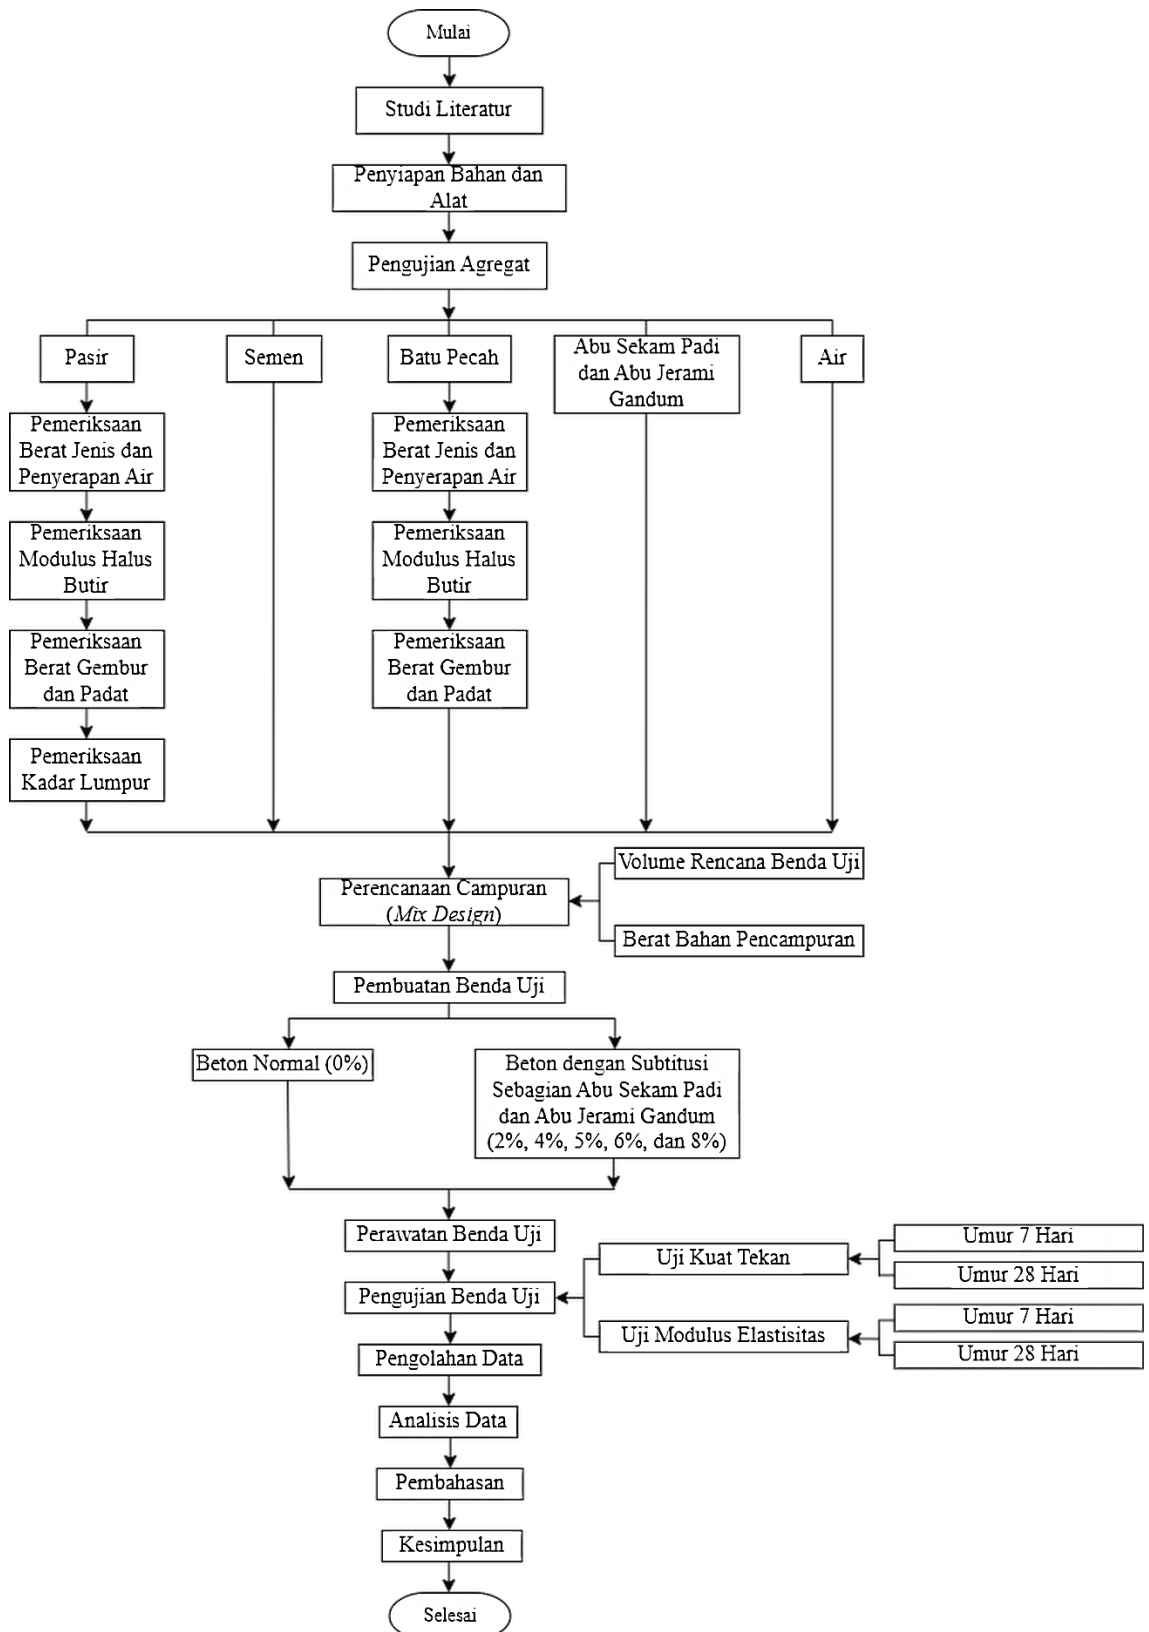 Mulai
Studi Literatur
Penyiapan Bahan dan
Alat
Pengujian Agregat
Pasir
Semen
Batu Pecah
Abu Sekam Padi
dan Abu Jerami
Gandum
Air
Pemeriksaan
Berat Jenis dan
Penyerapan Air
Pemeriksaan
Berat Jenis dan
Penyerapan Air
Pemeriksaan
Modulus Halus
Butir
Pemeriksaan
Modulus Halus
Butir
Pemeriksaan
Berat Gembur
dan Padat
Pemeriksaan
Berat Gembur
dan Padat
Pemeriksaan
Kadar Lumpur
Volume Rencana Benda Uji
Perencanaan Campuran
(Mix Design)
Berat Bahan Pencampuran
Pembuatan Benda Uji
Beton Normal (0%)
Beton dengan Subtitusi
Sebagian Abu Sekam Padi
dan Abu Jerami Gandum
(2%, 4%, 5%, 6%, dan 8%)
Perawatan Benda Uji
Uji Kuat Tekan
Umur 7 Hari
Umur 28 Hari
Pengujian Benda Uji
Uji Modulus Elastisitas
Umur 7 Hari
Umur 28 Hari
Pengolahan Data
Analisis Data
Pembahasan
Kesimpulan
Selesai